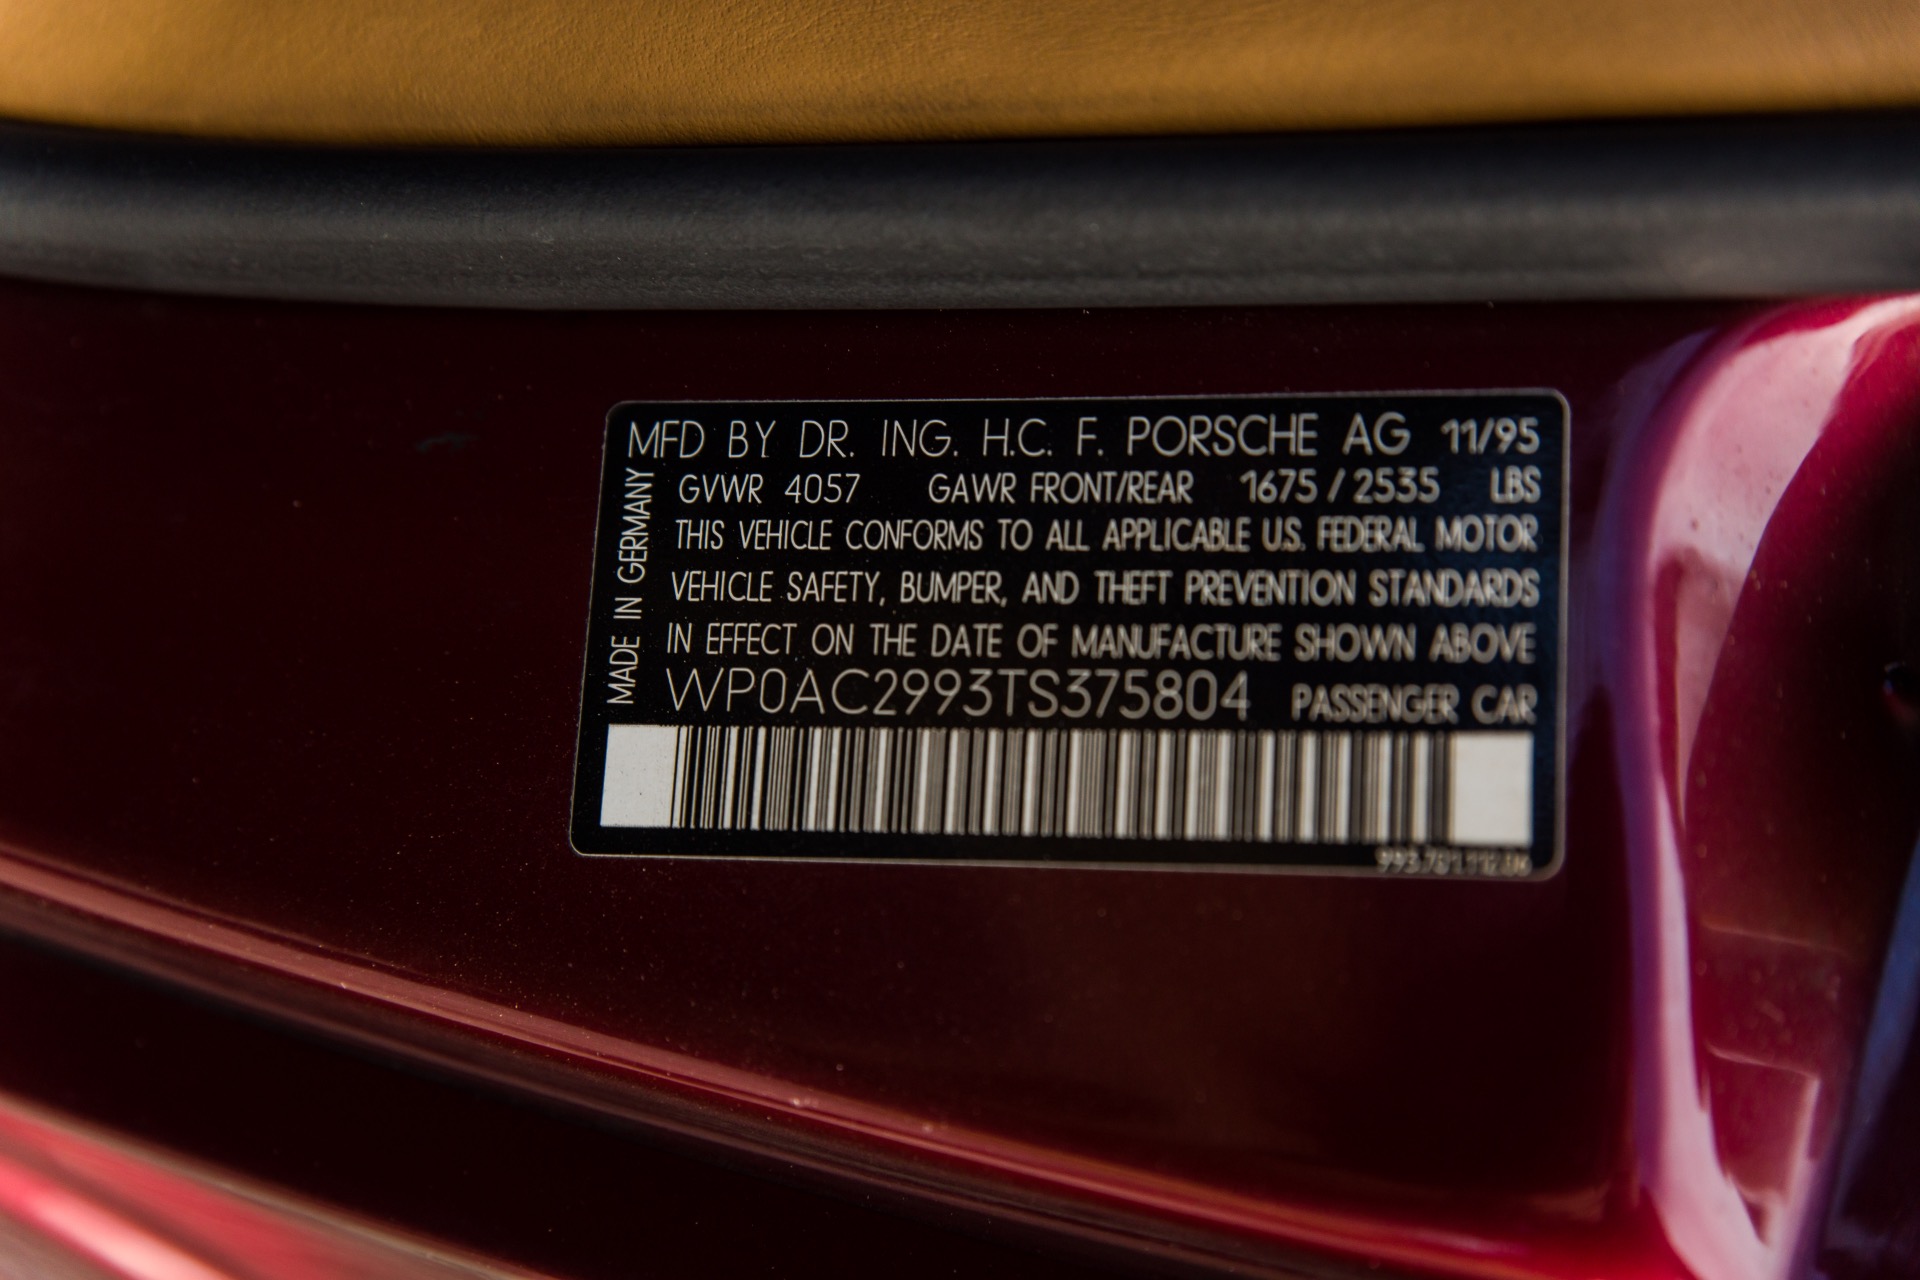 MFD BY DR. ING. H.C. F. PORSCHE AG 11/95
GVWR 4057 GAWR FRONT/REAR 1675 / 2535 LBS
THIS VEHICLE CONFORMS TO ALL APPLICABLE U.S. FEDERAL MOTOR
VEHICLE SAFETY, BUMPER, AND THEFT PREVENTION STANDARDS
IN EFFECT ON THE DATE OF MANUFACTURE SHOWN ABOVE
WP0AC2993TS375804 PASSENGER CAR
MADE IN GERMANY